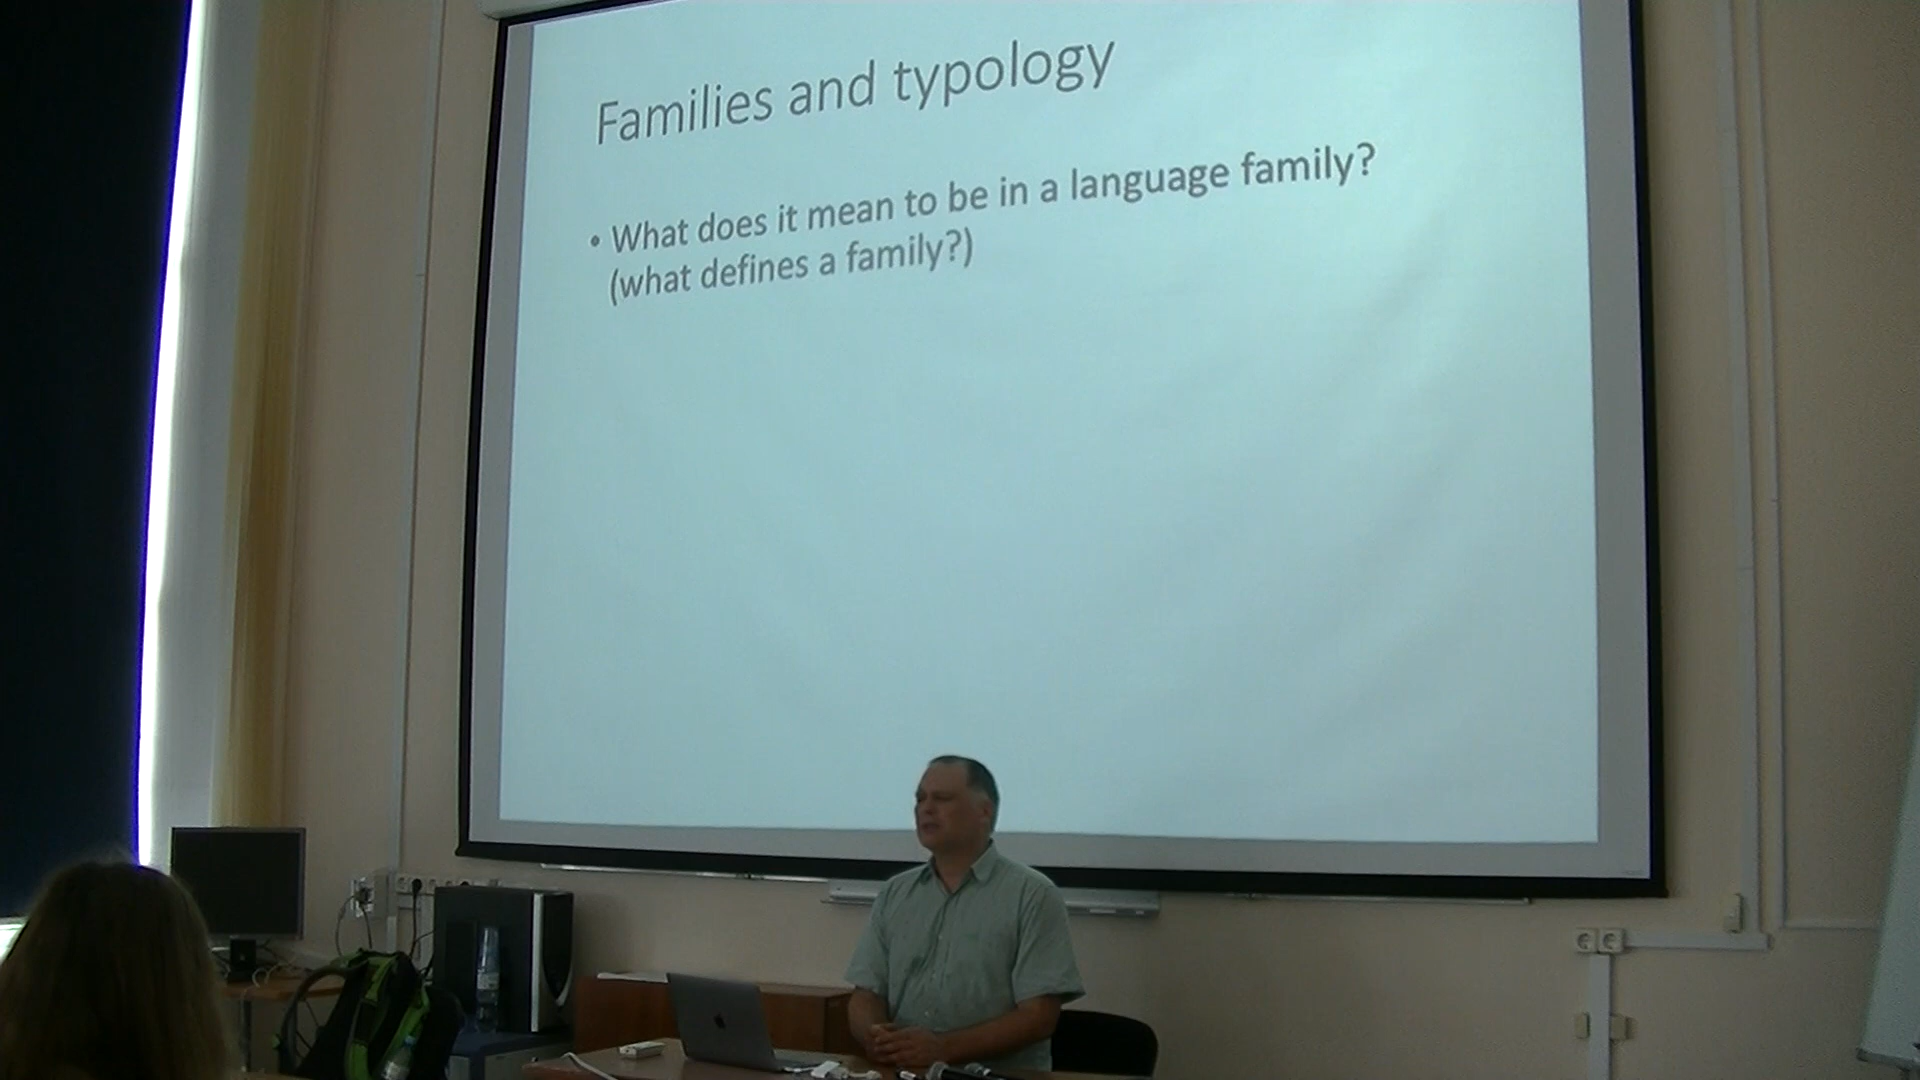 Families and typology
• What does it mean to be in a language family?
(what defines a family?)